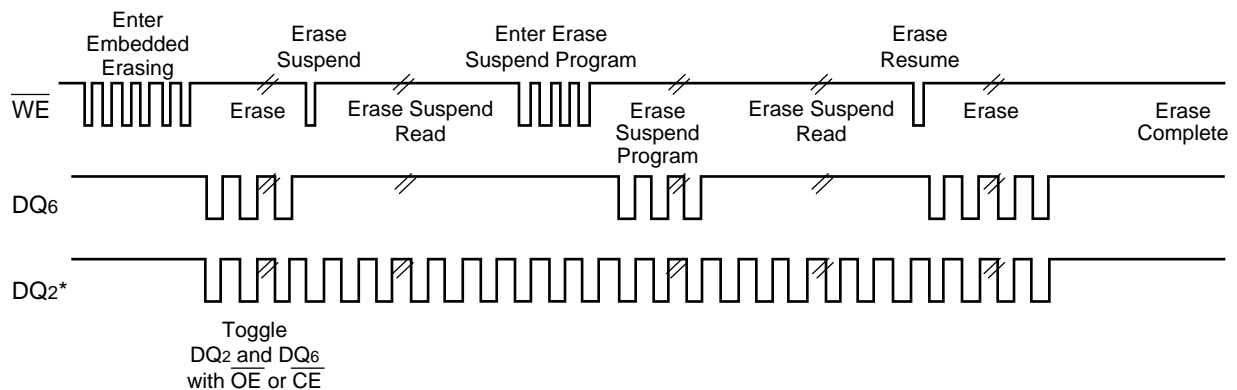 Enter
Embedded
Erasing
Erase
Suspend
Enter Erase
Suspend Program
Erase
Resume
WE
Erase
Erase Suspend
Read
Erase
Suspend
Program
Erase Suspend
Read
Erase
Erase
Complete
DQ6
DQ2*
Toggle
DQ2 and DQ6
with OE or CE